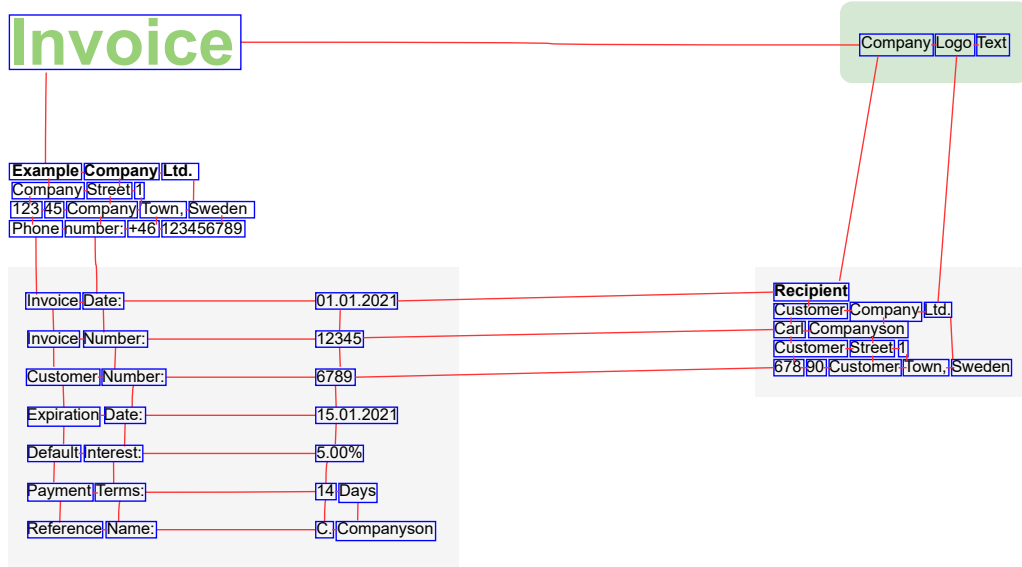 Invoice
Company Logo Text
Example Company Ltd.
Company Street 1
123 45 Company Town, Sweden
Phone number: +46 123456789
Invoice Date: 01.01.2021
Invoice Number: 12345
Customer Number: 6789
Expiration Date: 15.01.2021
Default Interest: 5.00%
Payment Terms: 14 Days
Reference Name: C. Companyson
Recipient
Customer Company Ltd.
Carl Companyson
Customer Street 1
678 90 Customer Town, Sweden